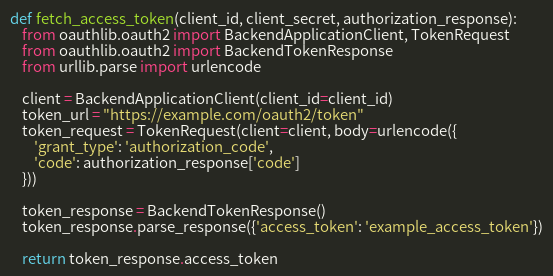 def fetch_access_token(client_id, client_secret, authorization_response):
    from oauthlib.oauth2 import BackendApplicationClient, TokenRequest
    from oauthlib.oauth2 import BackendTokenResponse
    from urllib.parse import urlencode

    client = BackendApplicationClient(client_id=client_id)
    token_url = "https://example.com/oauth2/token"
    token_request = TokenRequest(client=client, body=urlencode({
        'grant_type': 'authorization_code',
        'code': authorization_response['code']
    }))

    token_response = BackendTokenResponse()
    token_response.parse_response({'access_token': 'example_access_token'})

    return token_response.access_token